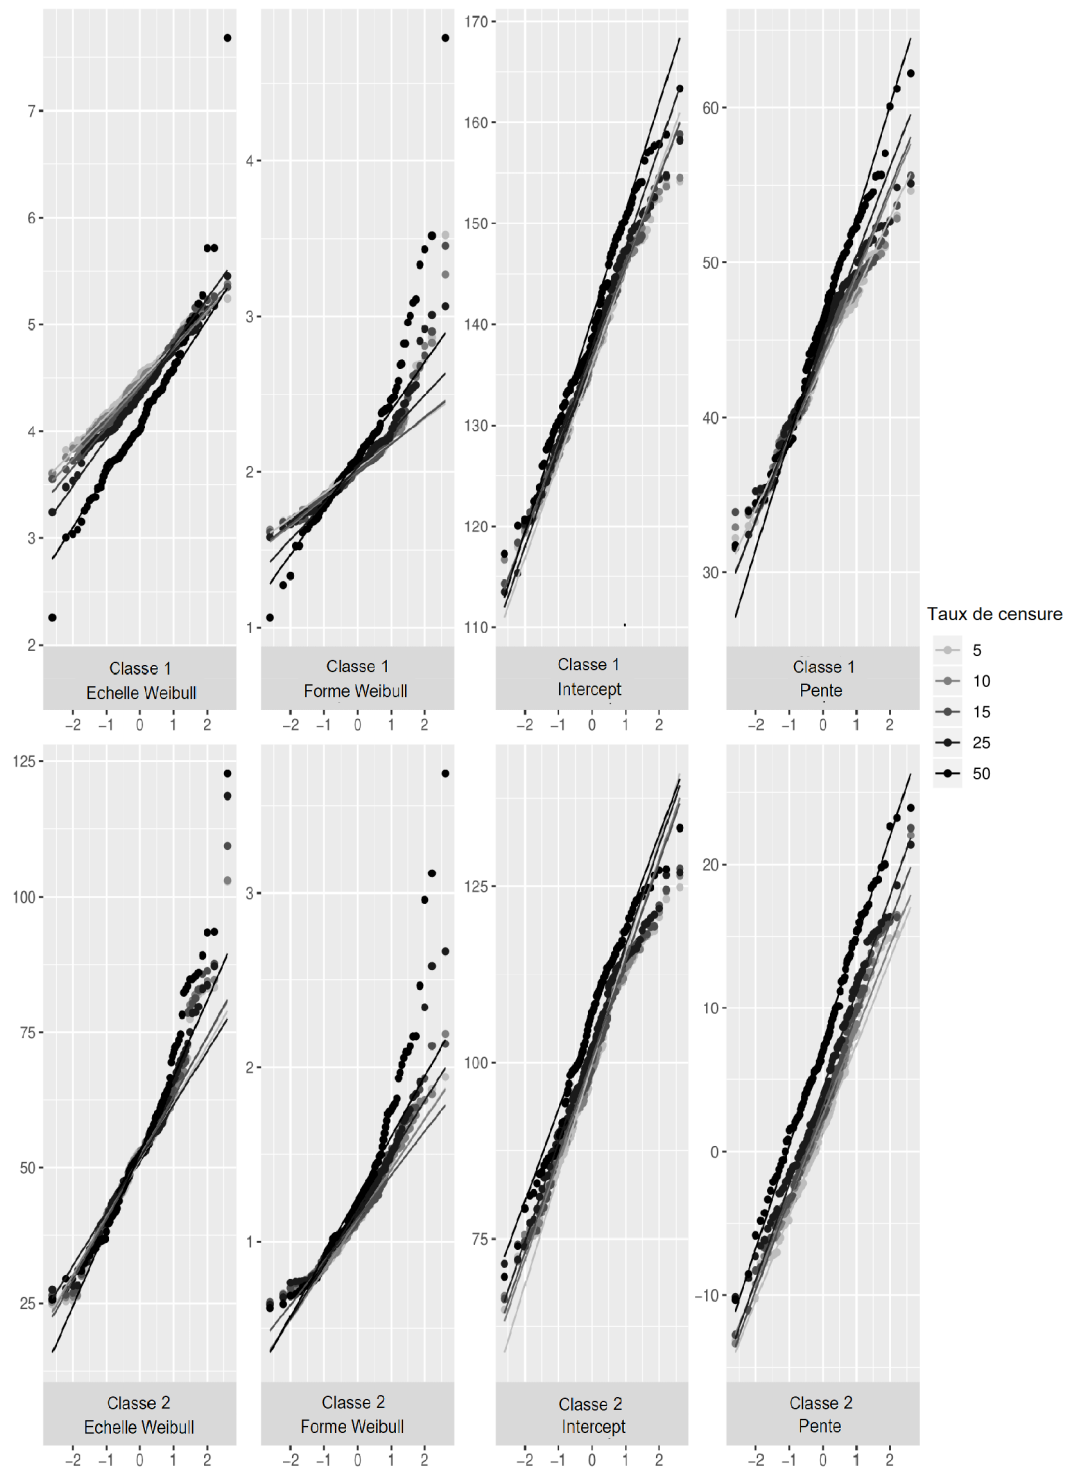 170
7
6
5
4
3
2
4
3
2
1
160
150
140
130
120
110
60
50
40
30
Classe 1
Echelle Weibull
Classe 1
Forme Weibull
Classe 1
Intercept
Classe 1
Pente
−2 −1 0 1 2
−2 −1 0 1 2
−2 −1 0 1 2
−2 −1 0 1 2
Taux de censure
5
10
15
25
50
125
100
75
50
25
3
2
1
125
100
75
20
10
0
−10
Classe 2
Echelle Weibull
Classe 2
Forme Weibull
Classe 2
Intercept
Classe 2
Pente
−2 −1 0 1 2
−2 −1 0 1 2
−2 −1 0 1 2
−2 −1 0 1 2